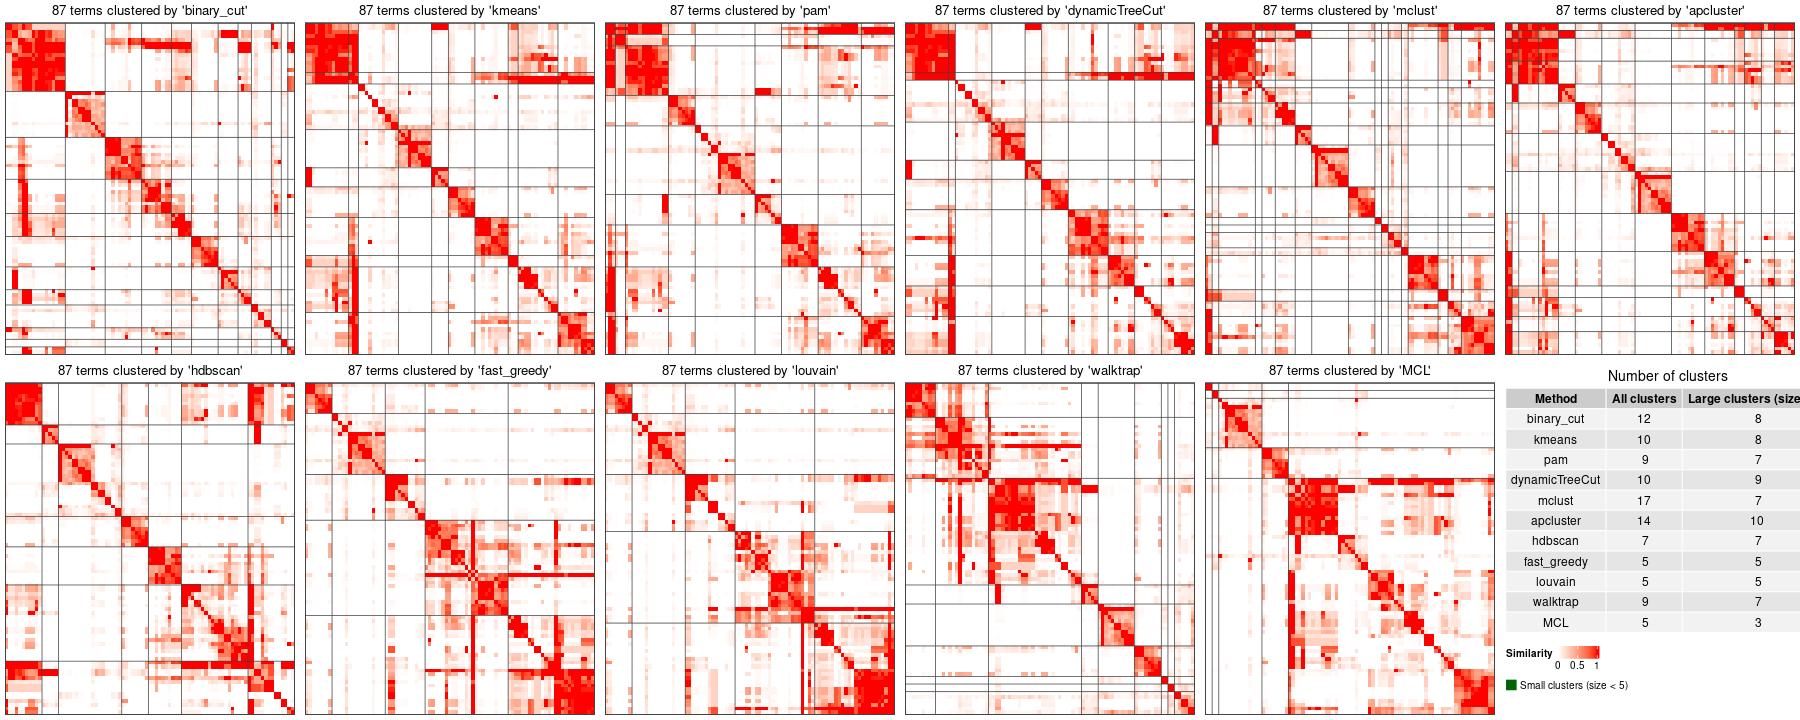 87 terms clustered by 'binary_cut'
87 terms clustered by 'kmeans'
87 terms clustered by 'pam'
87 terms clustered by 'dynamicTreeCut'
87 terms clustered by 'mclust'
87 terms clustered by 'apcluster'
87 terms clustered by 'hdbscan'
87 terms clustered by 'fast_greedy'
87 terms clustered by 'louvain'
87 terms clustered by 'walktrap'
87 terms clustered by 'MCL'
Number of clusters
Method All clusters Large clusters (size
binary_cut 12 8
kmeans 10 8
pam 9 7
dynamicTreeCut 10 9
mclust 17 7
apcluster 14 10
hdbscan 7 7
fast_greedy 5 5
louvain 5 5
walktrap 9 7
MCL 5 3
Similarity
0 0.5 1
Small clusters (size < 5)